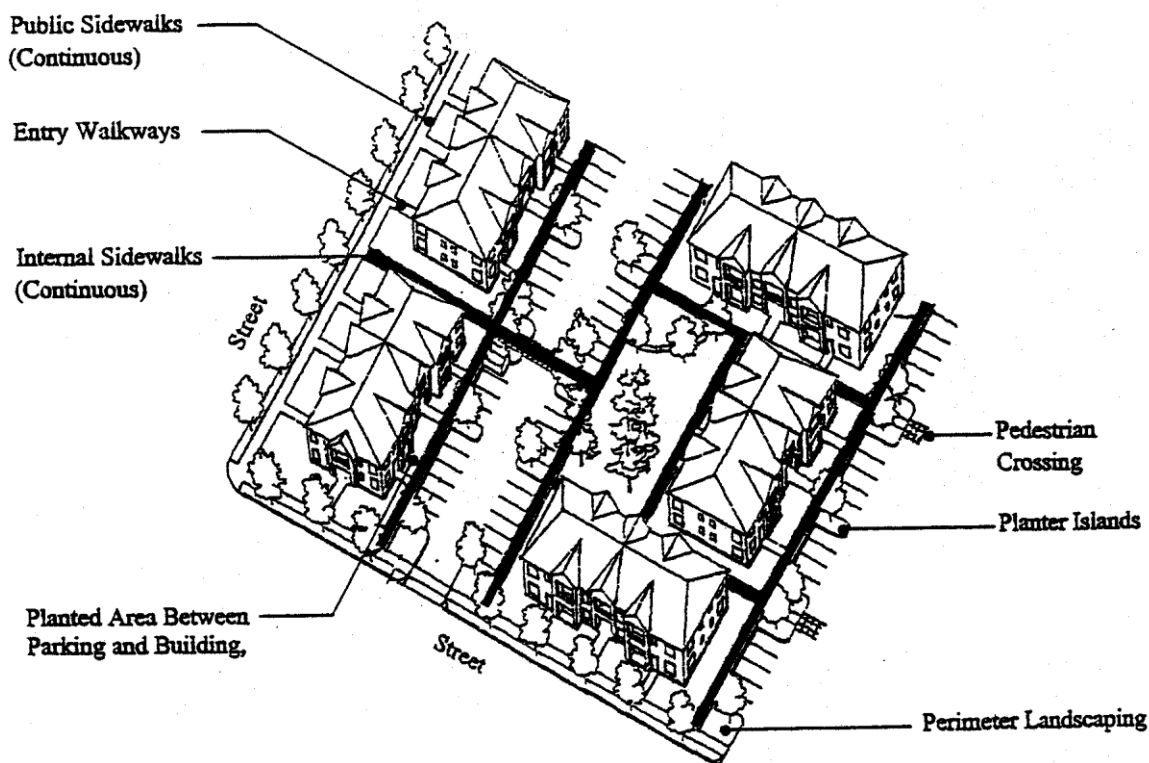 Public Sidewalks
(Continuous)
Entry Walkways
Internal Sidewalks
(Continuous)
Street
Pedestrian
Crossing
Planter Islands
Planted Area Between
Parking and Building,
Street
Perimeter Landscaping